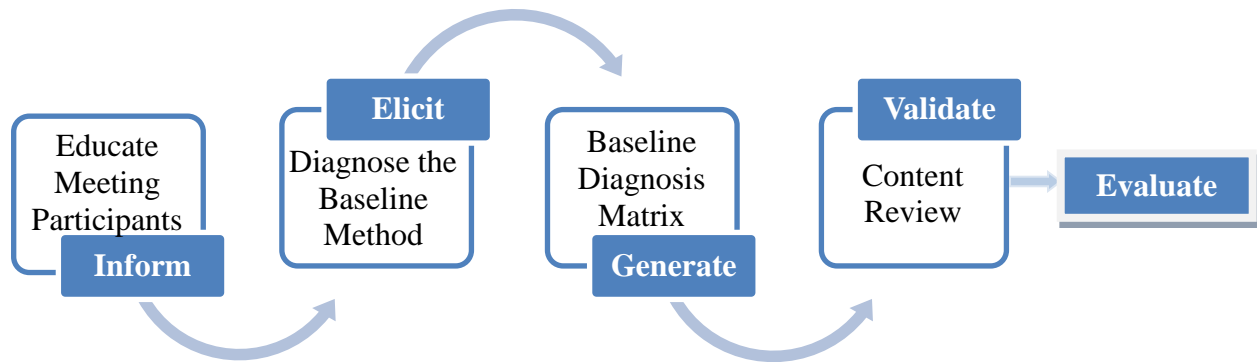 Educate
Meeting
Participants
Inform
Elicit
Diagnose the
Baseline
Method
Baseline
Diagnosis
Matrix
Generate
Validate
Content
Review
Evaluate